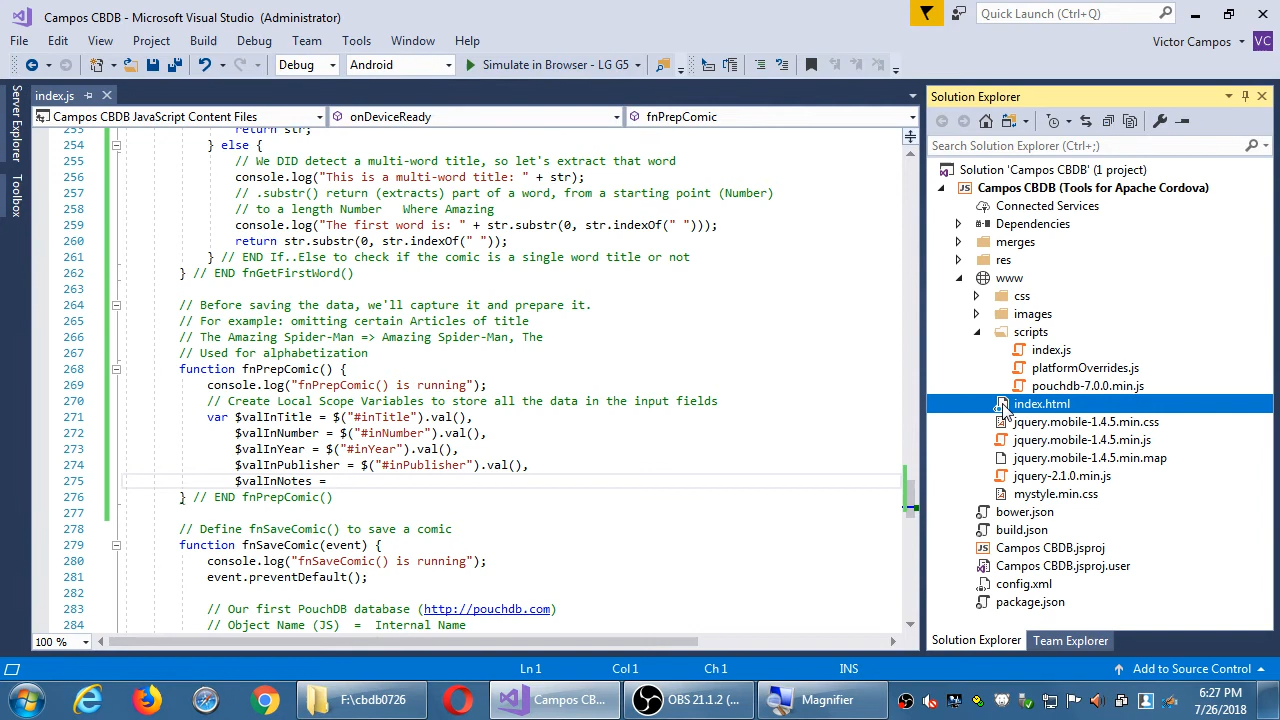 Campos CBDB - Microsoft Visual Studio (Administrator)
Quick Launch (Ctrl+Q)
File Edit View Project Build Debug Team Tools Window Help
Victor Campos VC
Debug Android Simulate in Browser - LG G5
Server Explorer
Toolbox
index.js
Campos CBDB JavaScript Content Files onDeviceReady fnPrepComic
253 return str;
254 } else {
255 // We DID detect a multi-word title, so let's extract that word
256 console.log("This is a multi-word title: " + str);
257 // .substr() return (extracts) part of a word, from a starting point (Number)
258 // to a length Number   Where Amazing
259 console.log("The first word is: " + str.substr(0, str.indexOf(" ")));
260 return str.substr(0, str.indexOf(" "));
261 } // END If..Else to check if the comic is a single word title or not
262 } // END fnGetFirstWord()
263
264 // Before saving the data, we'll capture it and prepare it.
265 // For example: omitting certain Articles of title
266 // The Amazing Spider-Man => Amazing Spider-Man, The
267 // Used for alphabetization
268 function fnPrepComic() {
269 console.log("fnPrepComic() is running");
270 // Create Local Scope Variables to store all the data in the input fields
271 var $valInTitle = $("#inTitle").val(),
272 $valInNumber = $("#inNumber").val(),
273 $valInYear = $("#inYear").val(),
274 $valInPublisher = $("#inPublisher").val(),
275 $valInNotes =
276 } // END fnPrepComic()
277
278 // Define fnSaveComic() to save a comic
279 function fnSaveComic(event) {
280 console.log("fnSaveComic() is running");
281 event.preventDefault();
282
283 // Our first PouchDB database (http://pouchdb.com)
284 // Object Name (JS)  =  Internal Name
100 %
Solution Explorer
Search Solution Explorer (Ctrl+;)
Solution 'Campos CBDB' (1 project)
JS Campos CBDB (Tools for Apache Cordova)
Connected Services
Dependencies
merges
res
www
css
images
scripts
index.js
platformOverrides.js
pouchdb-7.0.0.min.js
index.html
jquery.mobile-1.4.5.min.css
jquery.mobile-1.4.5.min.js
jquery.mobile-1.4.5.min.map
jquery-2.1.0.min.js
mystyle.min.css
bower.json
build.json
JS Campos CBDB.jsproj
Campos CBDB.jsproj.user
config.xml
package.json
Solution Explorer Team Explorer
Ln 1 Col 1 Ch 1 INS Add to Source Control
F:\cbdb0726 Campos CB... OBS 21.1.2 (... Magnifier
6:27 PM
7/26/2018